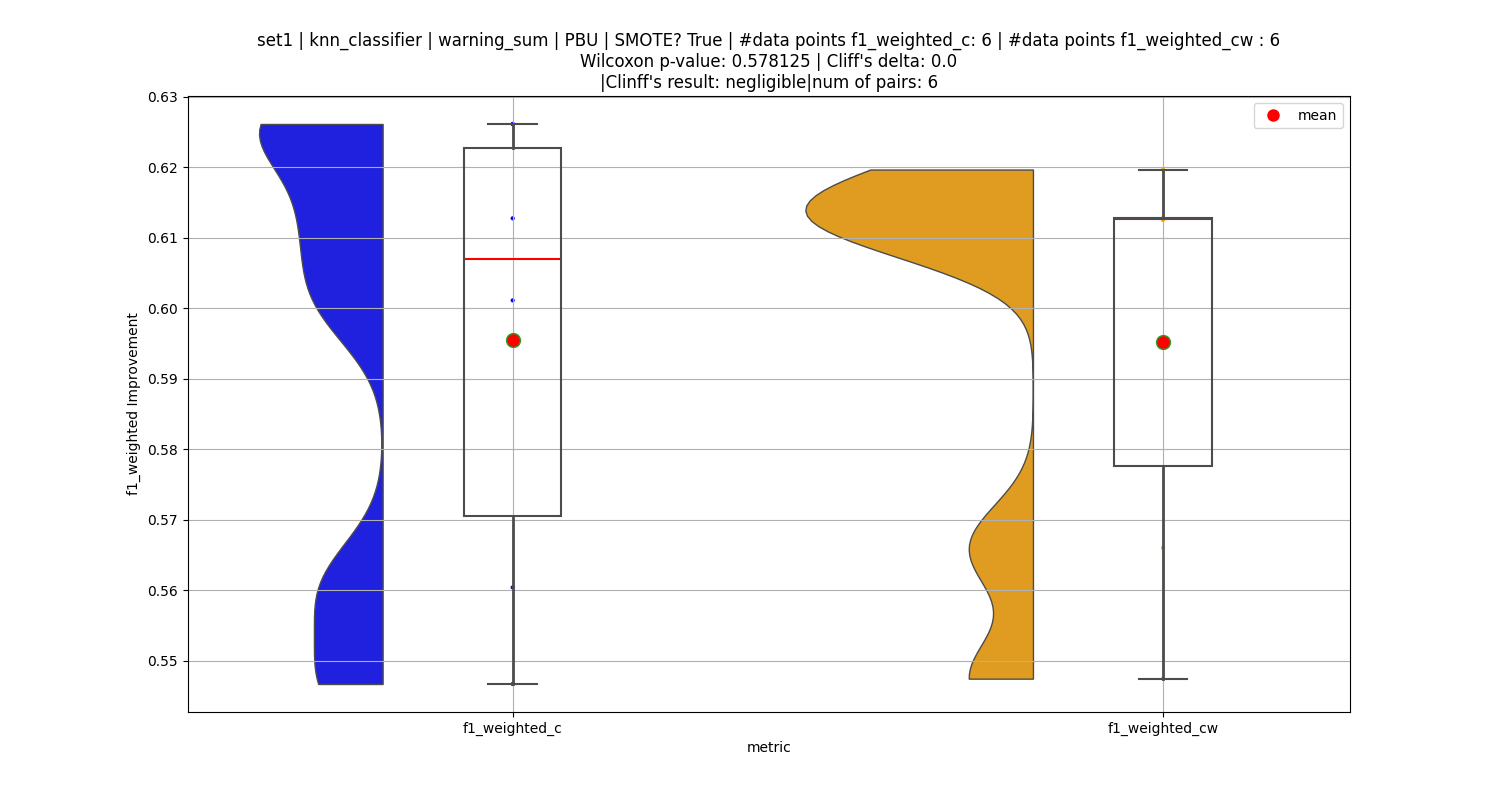 set1 | knn_classifier | warning_sum | PBU | SMOTE? True | #data points f1_weighted_c: 6 | #data points f1_weighted_cw : 6
Wilcoxon p-value: 0.578125 | Cliff's delta: 0.0
|Clinff's result: negligible|num of pairs: 6
mean
0.63
0.62
0.61
0.60
0.59
0.58
0.57
0.56
0.55
f1_weighted Improvement
f1_weighted_c
f1_weighted_cw
metric